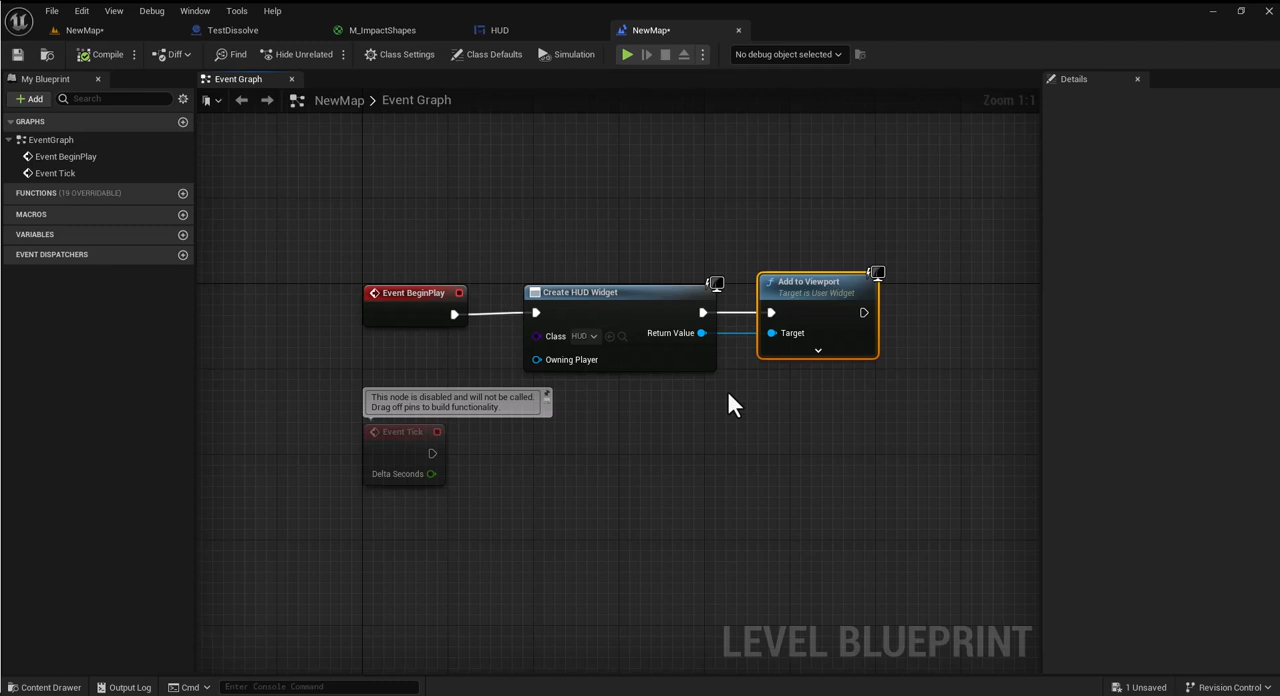 File Edit View Debug Window Tools Help
NewMap* TestDissolve M_ImpactShapes HUD NewMap*
Compile Diff Find Hide Unrelated Class Settings Class Defaults Simulation No debug object selected
My Blueprint
Event Graph
Details
Add Search
NewMap > Event Graph
Zoom 1:1
GRAPHS
EventGraph
Event BeginPlay
Event Tick
FUNCTIONS (19 OVERRIDABLE)
MACROS
VARIABLES
EVENT DISPATCHERS
Event BeginPlay
Create HUD Widget
Class HUD
Return Value
Owning Player
Add to Viewport
Target is User Widget
Target
This node is disabled and will not be called.
Drag off pins to build functionality.
Event Tick
Delta Seconds
LEVEL BLUEPRINT
Content Drawer Output Log Cmd Enter Console Command 1 Unsaved Revision Control